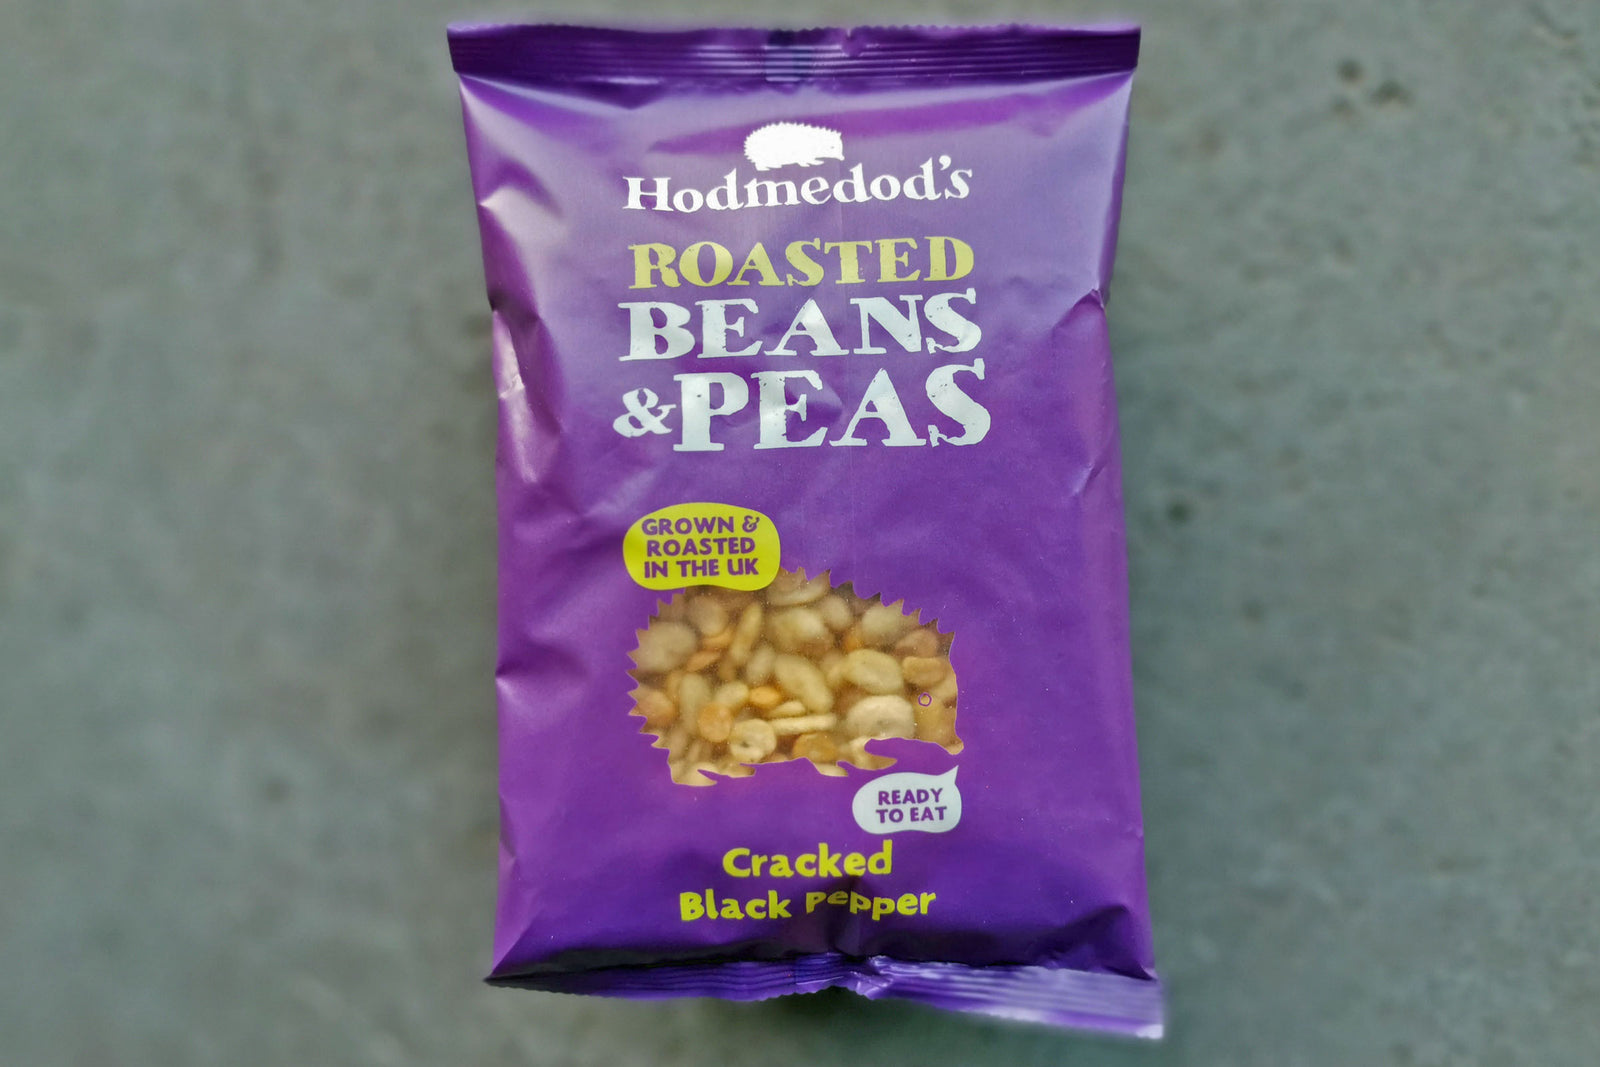 Hodmedod's
ROASTED
BEANS
& PEAS
GROWN &
ROASTED
IN THE UK
READY
TO EAT
Cracked
Black Pepper